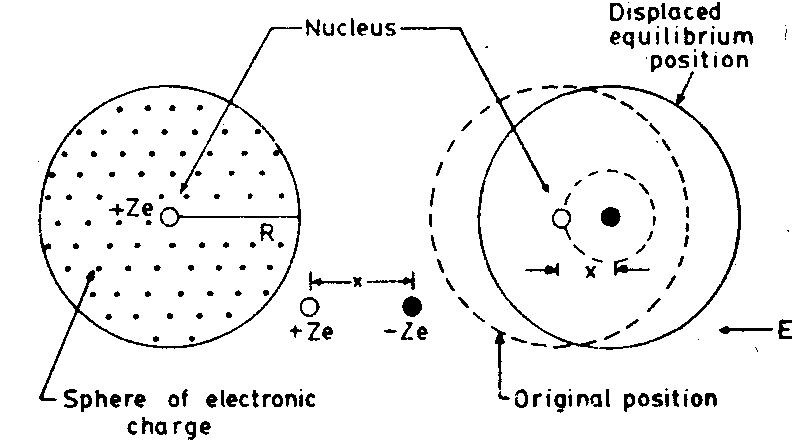 Nucleus
Displaced
equilibrium
position
+Ze
R
x
+Ze
-Ze
x
E
Sphere of electronic
charge
Original position